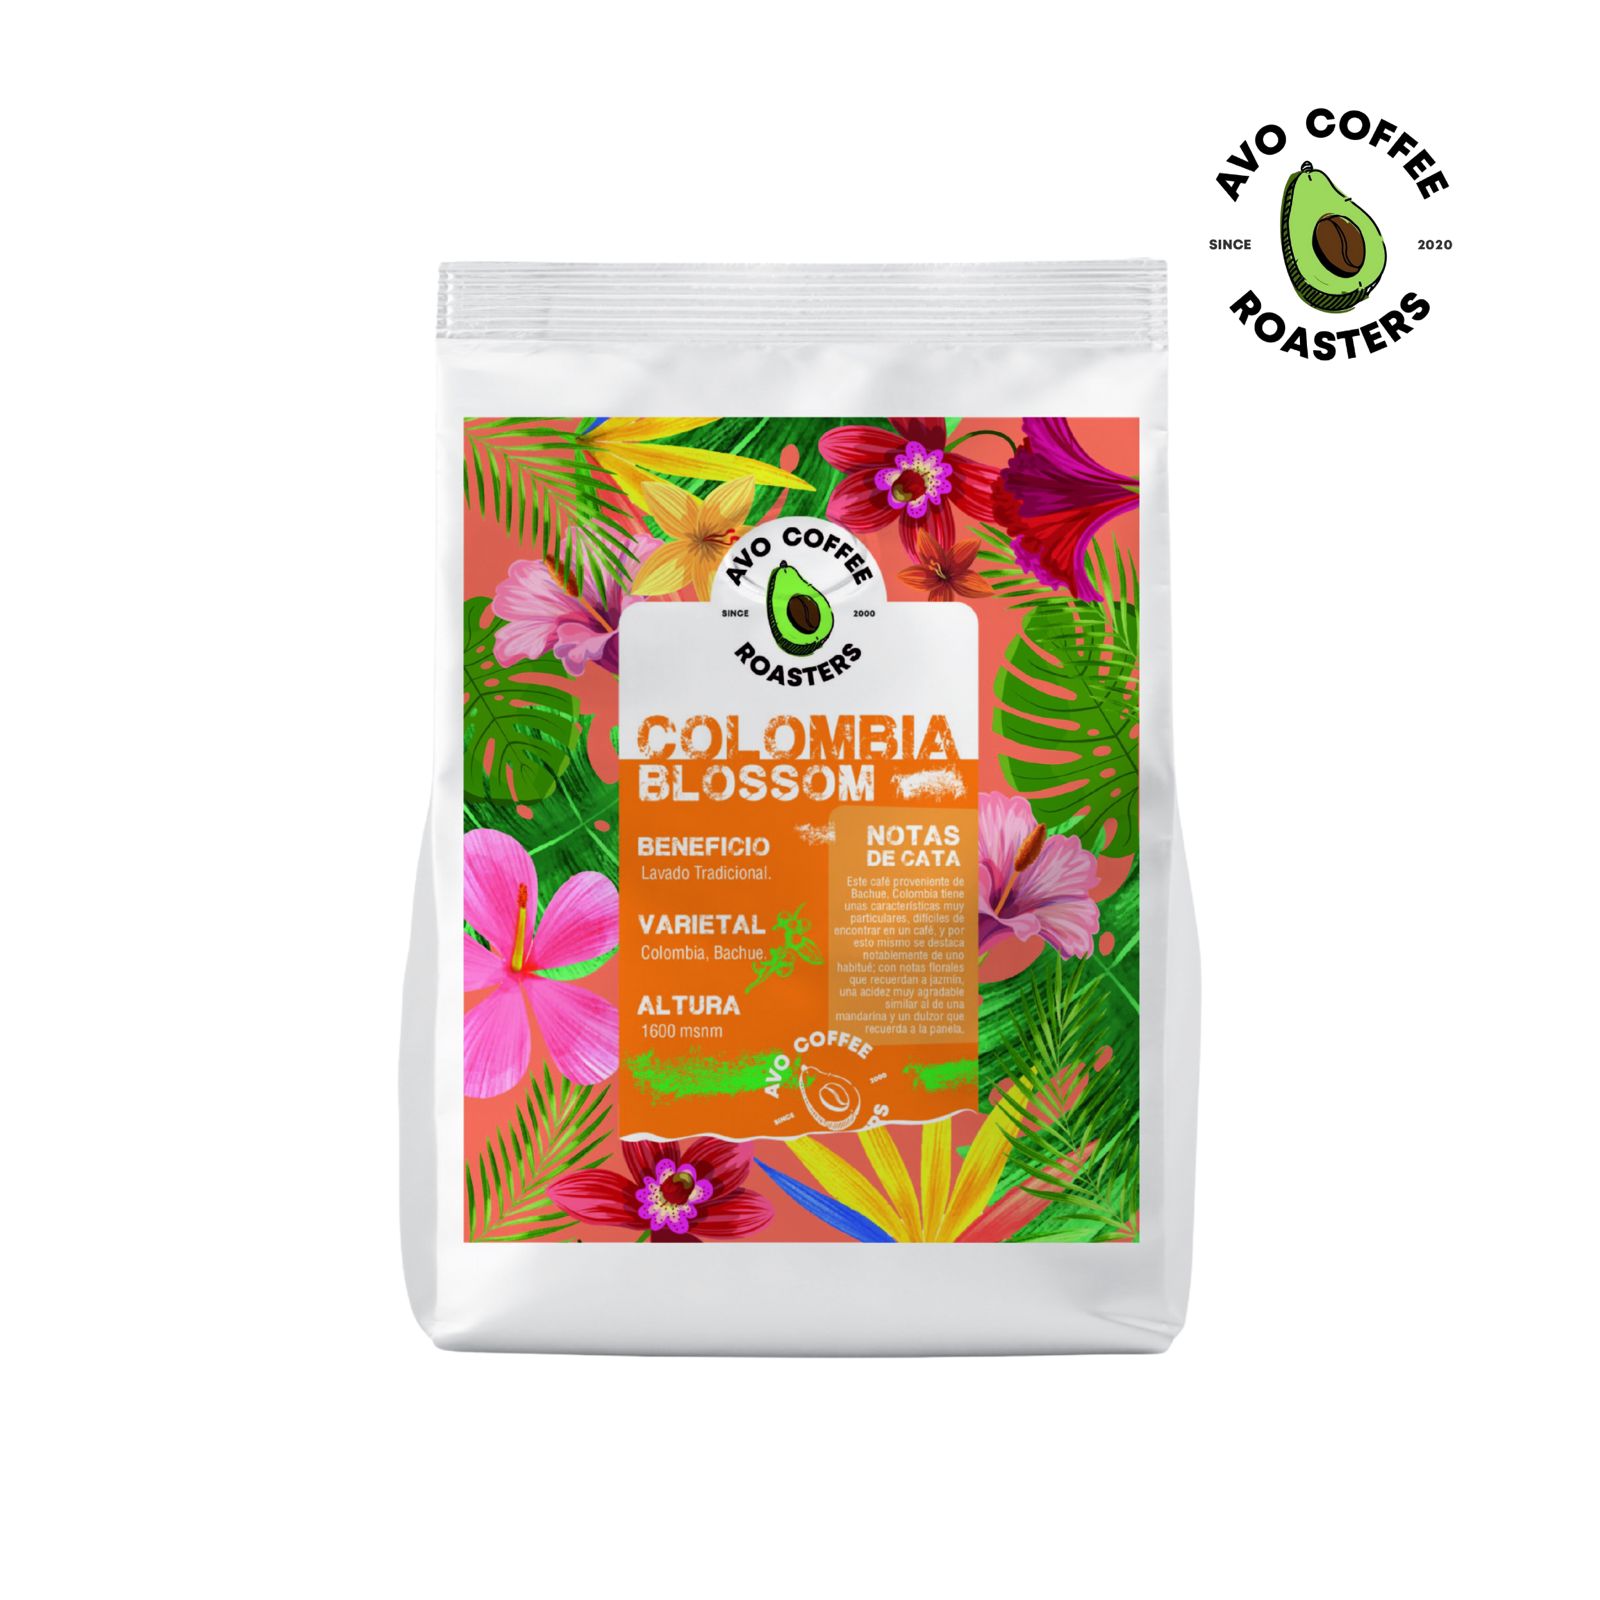 AVO COFFEE
SINCE 2020
ROASTERS
AVO COFFEE
SINCE 2000
ROASTERS
COLOMBIA
BLOSSOM
BENEFICIO
Lavado Tradicional.
VARIETAL
Colombia, Bachue.
ALTURA
1600 msnm
NOTAS
DE CATA
Este café proveniente de
Bachue, Colombia tiene
unas características muy
particulares, difíciles de
encontrar en un café, y por
esto mismo se destaca
notablemente de uno
habitué; con notas florales
que recuerdan a jazmín,
una acidez muy agradable
similar al de una
mandarina y un dulzor que
recuerda a la panela.
AVO COFFEE
SINCE 2000
RS